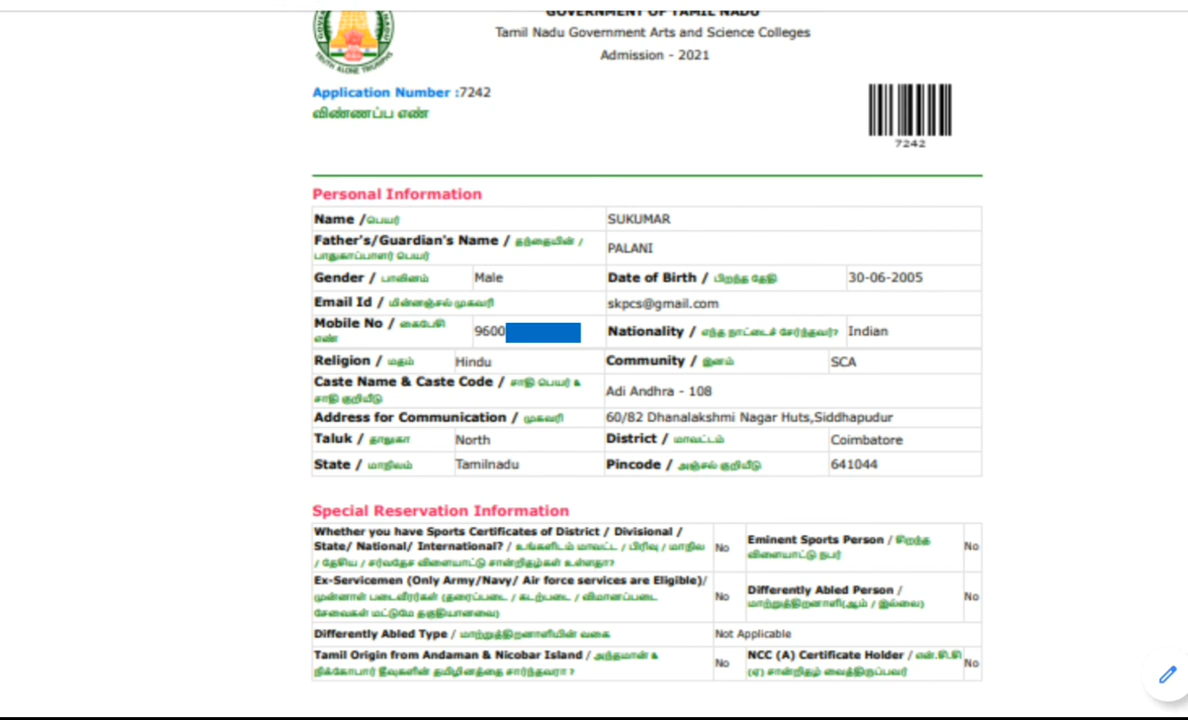 GOVERNMENT OF TAMIL NADU
Tamil Nadu Government Arts and Science Colleges
Admission - 2021
TRUTH ALONE TRIUMPHS
Application Number :7242
விண்ணப்ப எண்
7242
Personal Information
Name /பெயர் SUKUMAR
Father's/Guardian's Name / தந்தையின் /
பாதுகாப்பாளர் பெயர் PALANI
Gender / பாலினம் Male Date of Birth / பிறந்த தேதி 30-06-2005
Email Id / மின்னஞ்சல் முகவரி skpcs@gmail.com
Mobile No / கைபேசி
எண் 9600 Nationality / எந்த நாட்டைச் சேர்ந்தவர்? Indian
Religion / மதம் Hindu Community / இனம் SCA
Caste Name & Caste Code / சாதி பெயர் &
சாதி குறியீடு Adi Andhra - 108
Address for Communication / முகவரி 60/82 Dhanalakshmi Nagar Huts,Siddhapudur
Taluk / தாலுகா North District / மாவட்டம் Coimbatore
State / மாநிலம் Tamilnadu Pincode / அஞ்சல் குறியீடு 641044
Special Reservation Information
Whether you have Sports Certificates of District / Divisional /
State/ National/ International? / உங்களிடம் மாவட்ட / பிரிவு / மாநில
/ தேசிய / சர்வதேச விளையாட்டு சான்றிதழ்கள் உள்ளதா? No Eminent Sports Person / சிறந்த
விளையாட்டு நபர் No
Ex-Servicemen (Only Army/Navy/ Air force services are Eligible)/
முன்னாள் படைவீரர்கள் (தரைப்படை / கடற்படை / விமானப்படை
சேவைகள் மட்டுமே தகுதியானவை) No Differently Abled Person /
மாற்றுத்திறனாளி(ஆம் / இல்லை) No
Differently Abled Type / மாற்றுத்திறனாளியின் வகை Not Applicable
Tamil Origin from Andaman & Nicobar Island / அந்தமான் &
நிக்கோபார் தீவுகளின் தமிழினத்தை சார்ந்தவரா ? No NCC (A) Certificate Holder / என்.சி.சி
(ஏ) சான்றிதழ் வைத்திருப்பவர் No